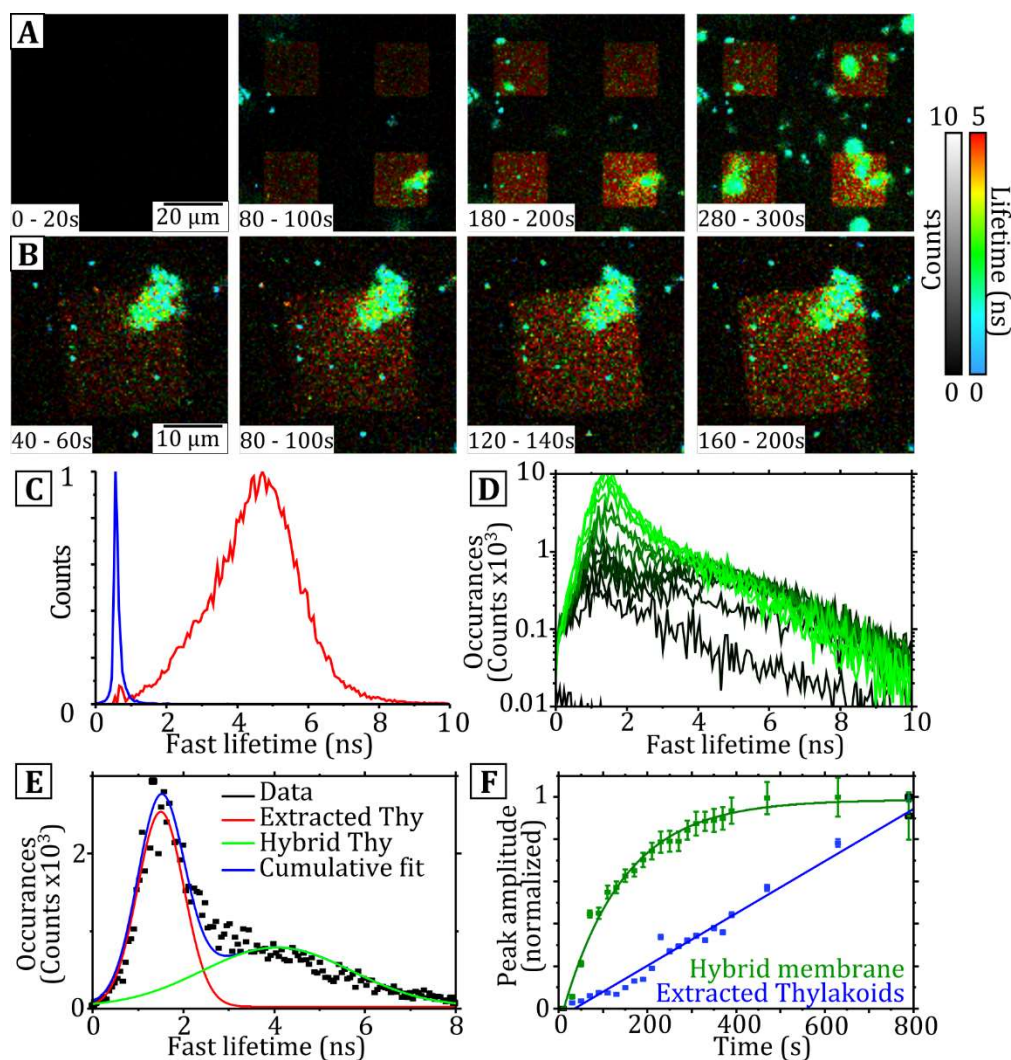 A
0 - 20s
20 µm
80 - 100s
180 - 200s
280 - 300s
B
40 - 60s
10 µm
80 - 100s
120 - 140s
160 - 200s
10 5
Counts
Lifetime (ns)
0 0
C
1
Counts
0
0 2 4 6 8 10
Fast lifetime (ns)
D
10
1
0.1
0.01
Occurances
(Counts x10³)
0 2 4 6 8 10
Fast lifetime (ns)
E
Data
Extracted Thy
Hybrid Thy
Cumulative fit
2
0
Occurances
(Counts x10³)
0 2 4 6 8
Fast lifetime (ns)
F
1
0
Peak amplitude
(normalized)
Hybrid membrane
Extracted Thylakoids
0 200 400 600 800
Time (s)